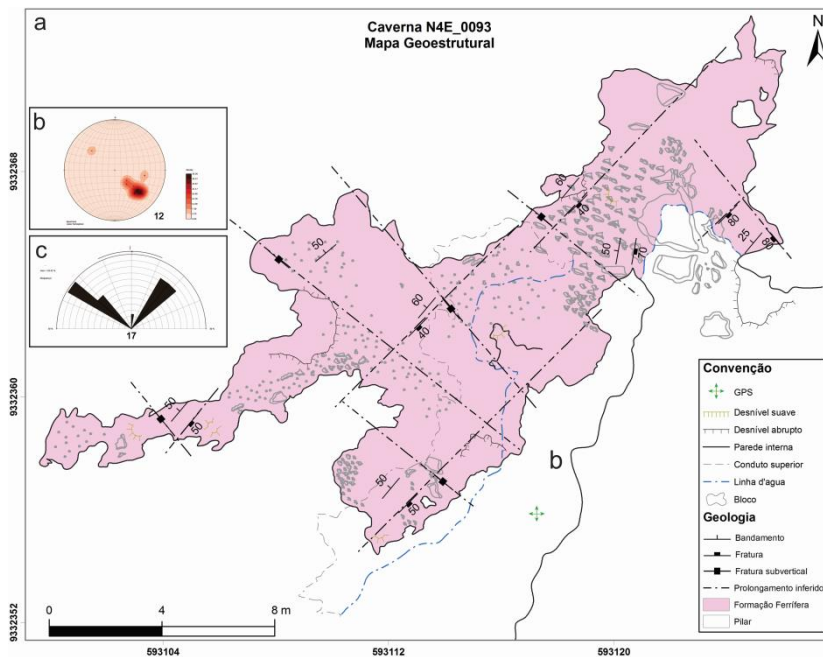 a
Caverna N4E_0093
Mapa Geoestrutural
N
b
12
c
17
9332368
9332360
9332352
593104
593112
593120
0
4
8 m
60
40
50
70
80
25
80
50
60
40
50
50
50
50
b
Convenção
GPS
Desnível suave
Desnível abrupto
Parede interna
Conduto superior
Linha d'agua
Bloco
Geologia
Bandamento
Fratura
Fratura subvertical
Prolongamento inferido
Formação Ferrífera
Pilar